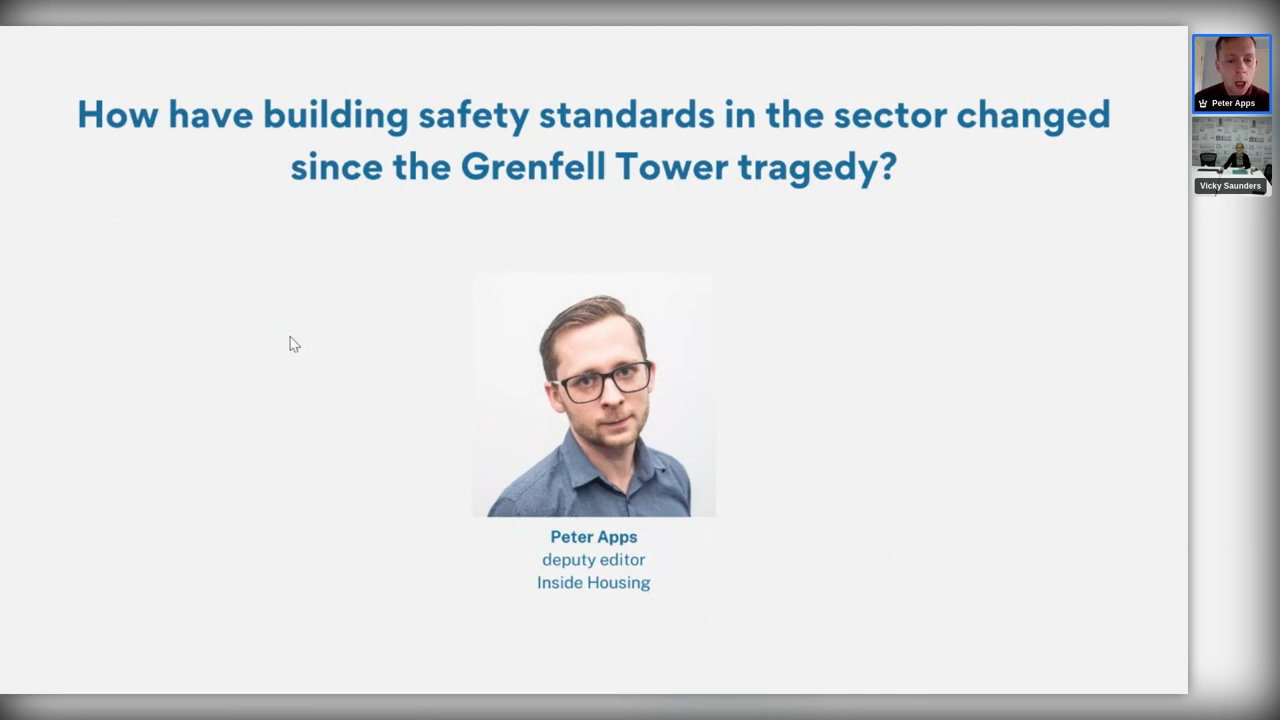 How have building safety standards in the sector changed
since the Grenfell Tower tragedy?
Peter Apps
deputy editor
Inside Housing
Peter Apps
Vicky Saunders